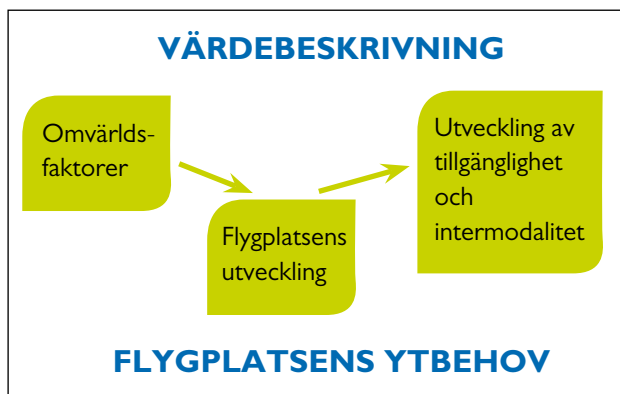 VÄRDEBESKRIVNING
Omvärlds-
faktorer
Flygplatsens
utveckling
Utveckling av
tillgänglighet
och
intermodalitet
FLYGPLATSENS YTBEHOV